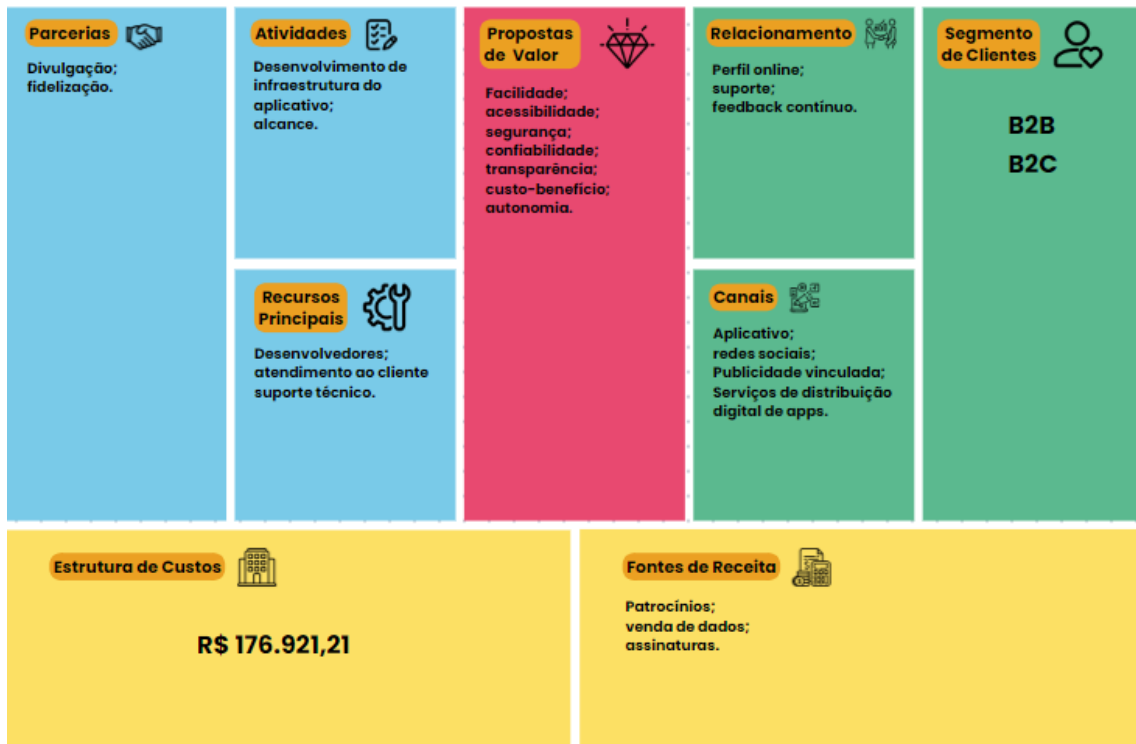 Parcerias
Divulgação;
fidelização.
Atividades
Desenvolvimento de
infraestrutura do
aplicativo;
alcance.
Recursos
Principais
Desenvolvedores;
atendimento ao cliente
suporte técnico.
Propostas
de Valor
Facilidade;
acessibilidade;
segurança;
confiabilidade;
transparência;
custo-benefício;
autonomia.
Relacionamento
Perfil online;
suporte;
feedback contínuo.
Canais
Aplicativo;
redes sociais;
Publicidade vinculada;
Serviços de distribuição
digital de apps.
Segmento
de Clientes
B2B
B2C
Estrutura de Custos
R$ 176.921,21
Fontes de Receita
Patrocínios;
venda de dados;
assinaturas.